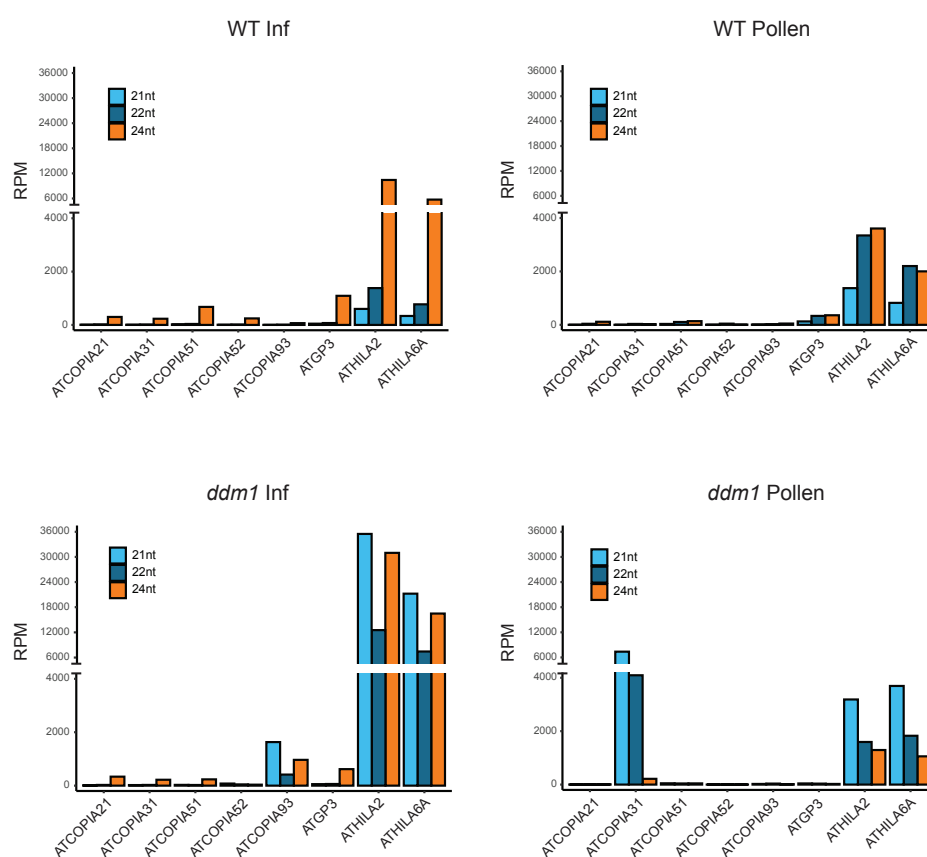 WT Inf
WT Pollen
RPM
36000
30000
24000
18000
12000
6000
4000
2000
0
21nt
22nt
24nt
ATCOPIA21
ATCOPIA31
ATCOPIA51
ATCOPIA52
ATCOPIA93
ATGP3
ATHILA2
ATHILA6A
RPM
36000
30000
24000
18000
12000
6000
4000
2000
0
21nt
22nt
24nt
ATCOPIA21
ATCOPIA31
ATCOPIA51
ATCOPIA52
ATCOPIA93
ATGP3
ATHILA2
ATHILA6A
ddm1 Inf
ddm1 Pollen
RPM
36000
30000
24000
18000
12000
6000
4000
2000
0
21nt
22nt
24nt
ATCOPIA21
ATCOPIA31
ATCOPIA51
ATCOPIA52
ATCOPIA93
ATGP3
ATHILA2
ATHILA6A
RPM
36000
30000
24000
18000
12000
6000
4000
2000
0
21nt
22nt
24nt
ATCOPIA21
ATCOPIA31
ATCOPIA51
ATCOPIA52
ATCOPIA93
ATGP3
ATHILA2
ATHILA6A